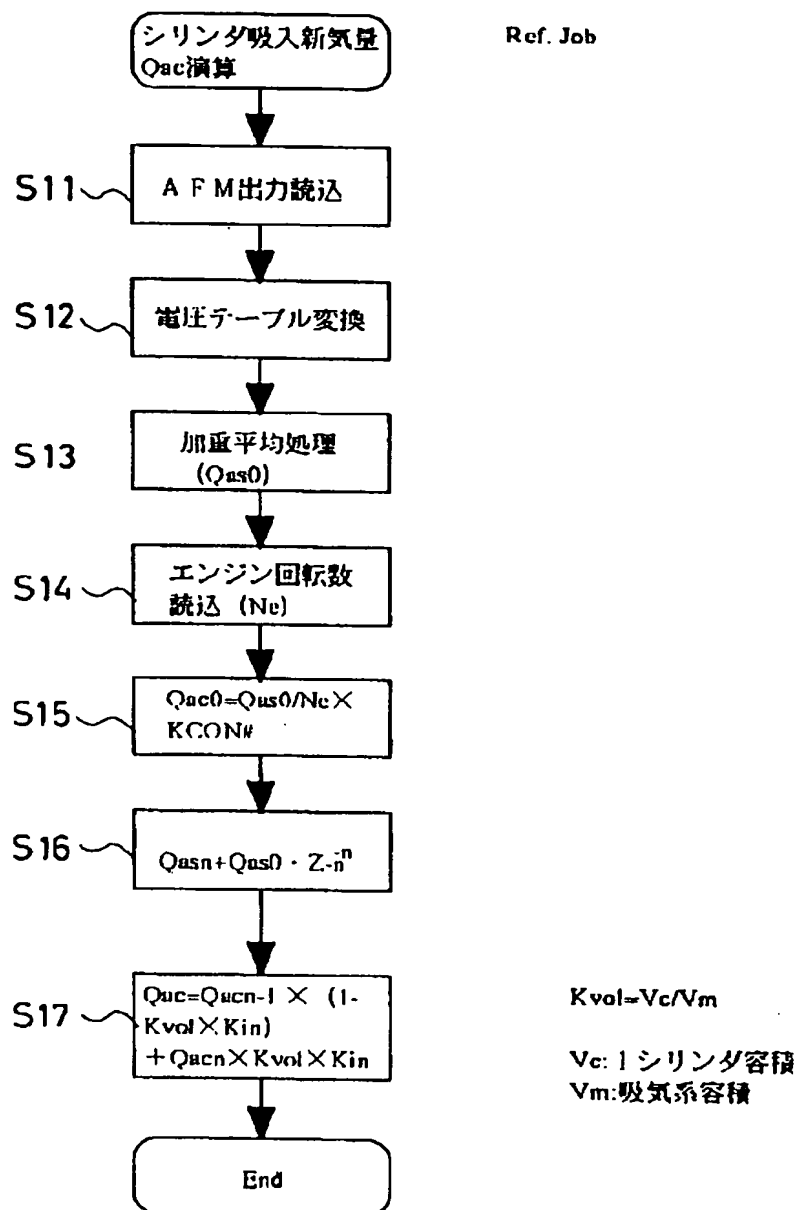 シリンダ吸入新気量
Qac演算
Ref. Job
S11
AFM出力読込
S12
電圧テーブル変換
S13
加重平均処理
(Qas0)
S14
エンジン回転数
読込 (Ne)
S15
Qac0=Qas0/Ne×
KCON#
S16
Qasn+Qas0・Z-n-n
S17
Qac=Qacn-1 × (1-
Kvol×Kin)
+Qacn×Kvol×Kin
Kvol=Vc/Vm
Vc: 1シリンダ容積
Vm:吸気系容積
End